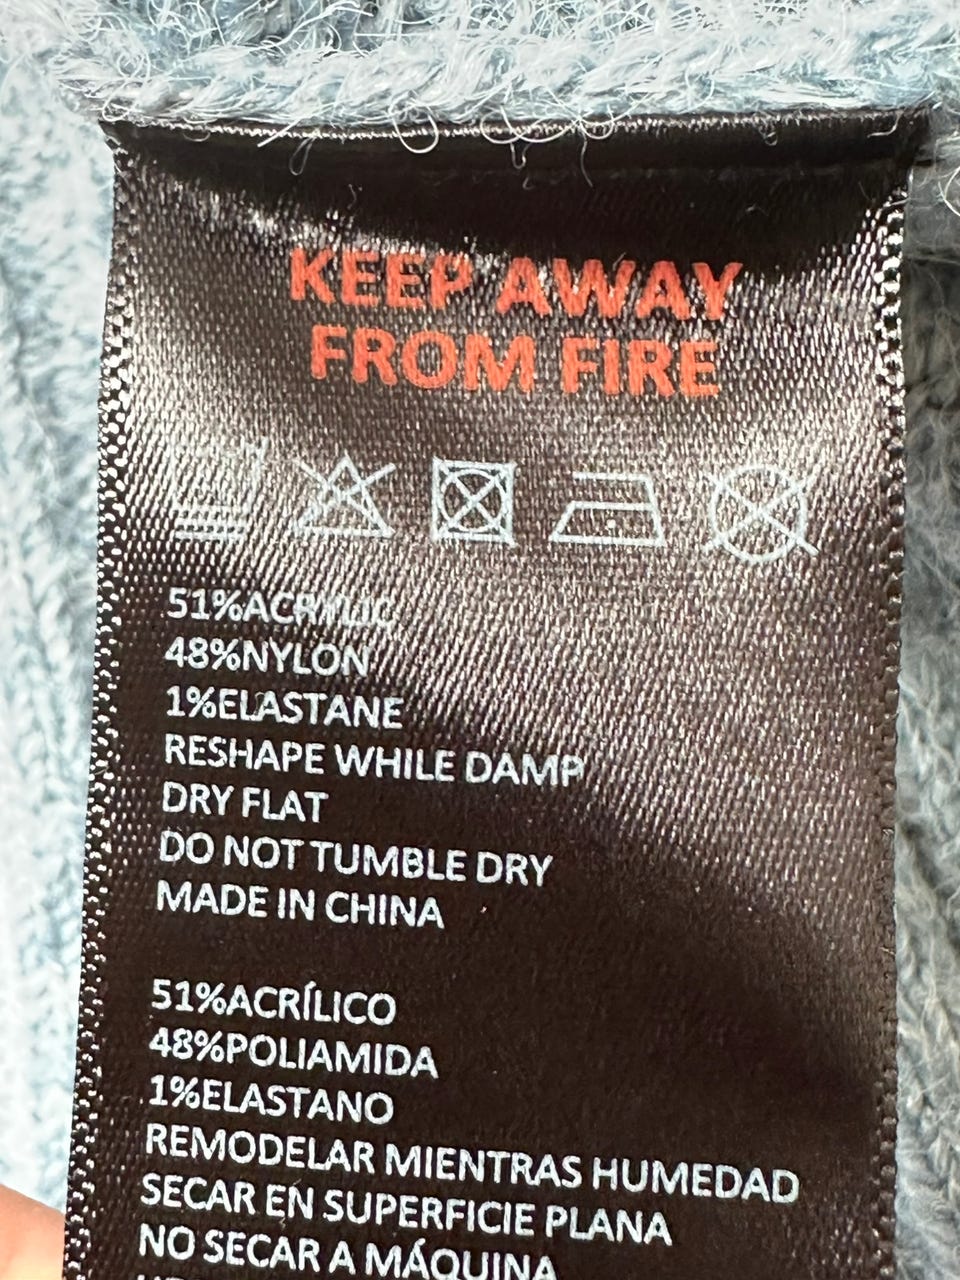 KEEP AWAY
FROM FIRE
51%ACRYLIC
48%NYLON
1%ELASTANE
RESHAPE WHILE DAMP
DRY FLAT
DO NOT TUMBLE DRY
MADE IN CHINA
51%ACRÍLICO
48%POLIAMIDA
1%ELASTANO
REMODELAR MIENTRAS HUMEDAD
SECAR EN SUPERFICIE PLANA
NO SECAR A MÁQUINA